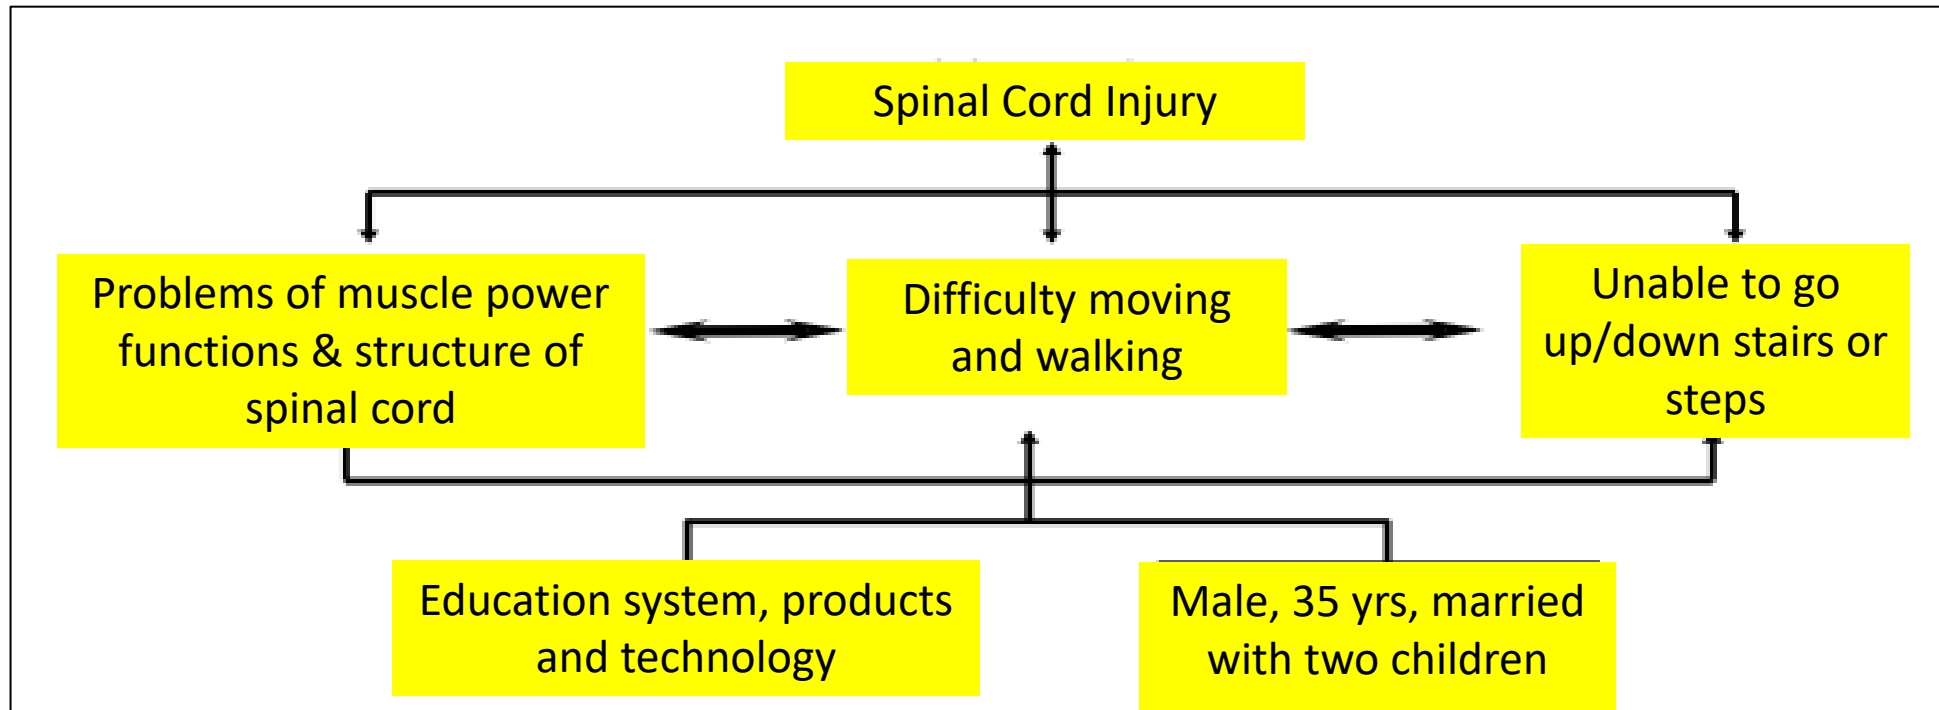 Spinal Cord Injury
Problems of muscle power
functions & structure of
spinal cord
Difficulty moving
and walking
Unable to go
up/down stairs or
steps
Education system, products
and technology
Male, 35 yrs, married
with two children